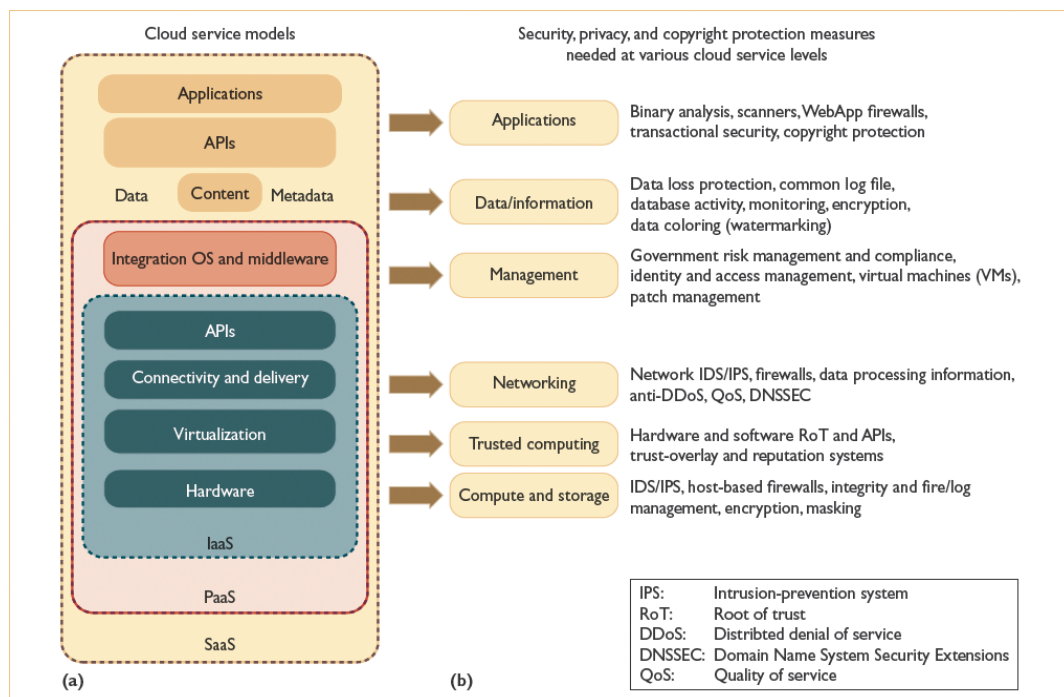 Cloud service models
Applications
APIs
Data
Content
Metadata
Integration OS and middleware
APIs
Connectivity and delivery
Virtualization
Hardware
IaaS
PaaS
SaaS
(a)
Security, privacy, and copyright protection measures
needed at various cloud service levels
Applications
Binary analysis, scanners, WebApp firewalls,
transactional security, copyright protection
Data/information
Data loss protection, common log file,
database activity, monitoring, encryption,
data coloring (watermarking)
Management
Government risk management and compliance,
identity and access management, virtual machines (VMs),
patch management
Networking
Network IDS/IPS, firewalls, data processing information,
anti-DDoS, QoS, DNSSEC
Trusted computing
Hardware and software RoT and APIs,
trust-overlay and reputation systems
Compute and storage
IDS/IPS, host-based firewalls, integrity and fire/log
management, encryption, masking
(b)
IPS: Intrusion-prevention system
RoT: Root of trust
DDoS: Distribted denial of service
DNSSEC: Domain Name System Security Extensions
QoS: Quality of service